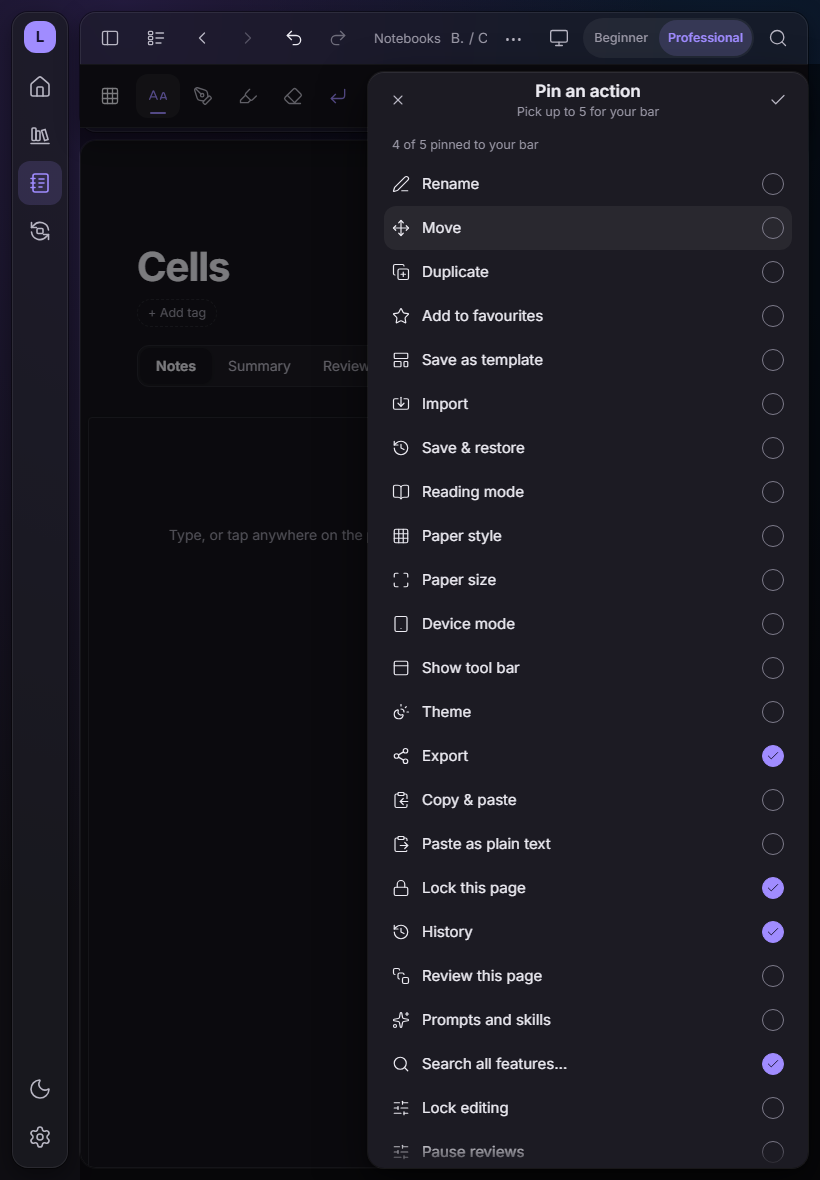 L
Notebooks B. / C
Beginner
Professional
AA
Pin an action
Pick up to 5 for your bar
4 of 5 pinned to your bar
Rename
Move
Duplicate
Add to favourites
Save as template
Import
Save & restore
Reading mode
Paper style
Paper size
Device mode
Show tool bar
Theme
Export
Copy & paste
Paste as plain text
Lock this page
History
Review this page
Prompts and skills
Search all features...
Lock editing
Pause reviews
Cells
+ Add tag
Notes
Summary
Review
Type, or tap anywhere on the